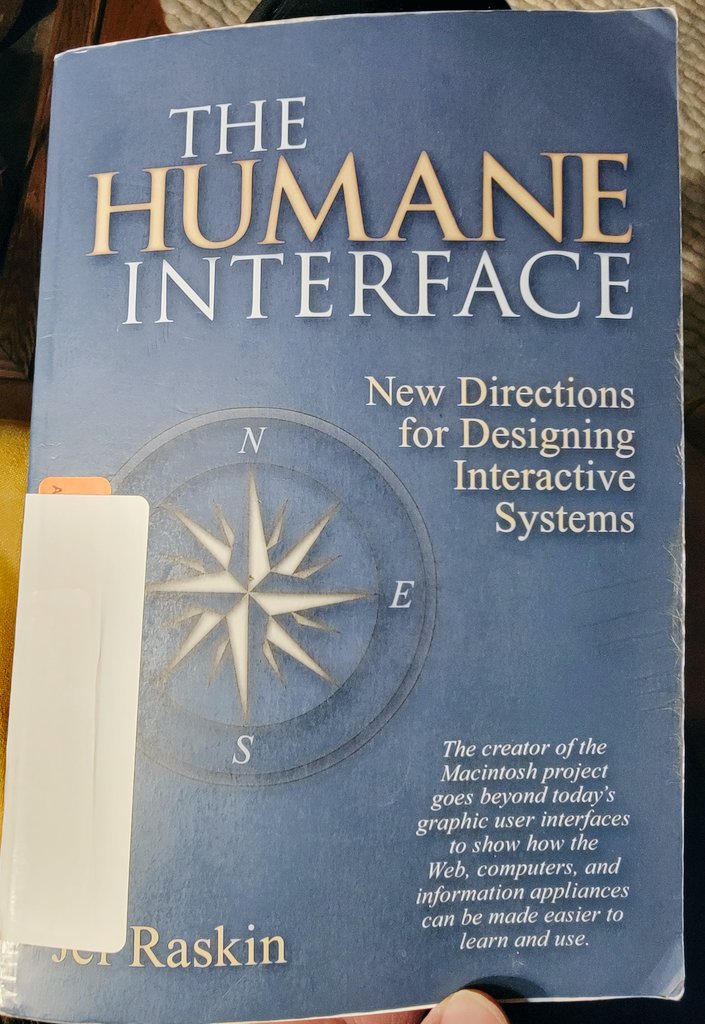 THE
HUMANE
INTERFACE
New Directions
for Designing
Interactive
Systems
N
E
S
A
The creator of the
Macintosh project
goes beyond today's
graphic user interfaces
to show how the
Web, computers, and
information appliances
can be made easier to
learn and use.
Jef Raskin